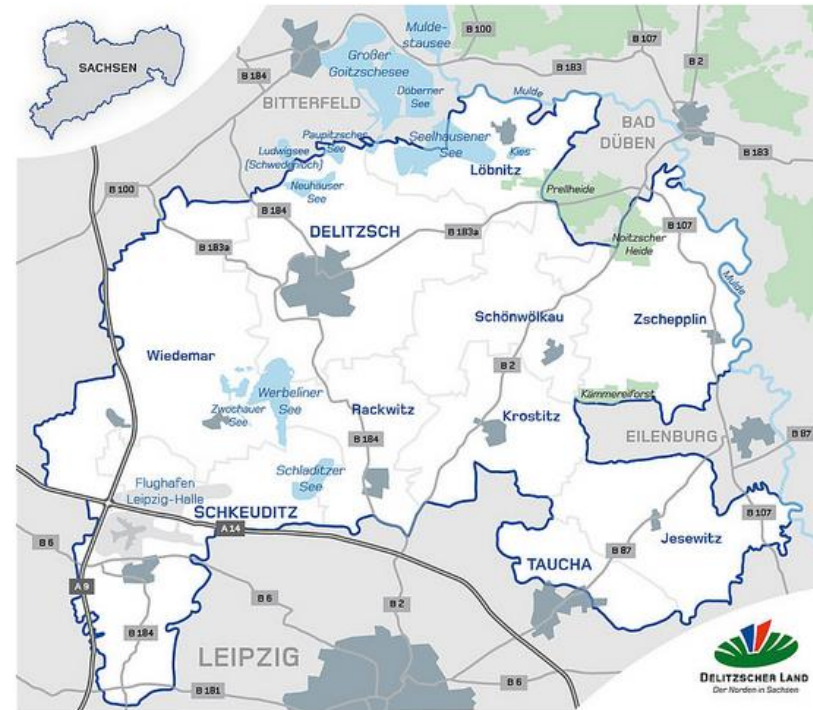 SACHSEN
Mulde-
stausee
B 100
B 107
B 2
Großer
Goitzschesee
B 184
B 183
Döberner
See
BITTERFELD
Mulde
BAD
DÜBEN
Paupitzscher
See
Seelhausener
See
Ludwigsee
(Schwedenloch)
Kies
B 183
Löbnitz
Neuhauser
See
Prellheide
B 100
B 184
DELITZSCH
B 183a
B 183a
B 107
Noitzscher
Heide
Mulde
Schönwölkau
Zschepplin
Wiedemar
B 2
Werbeliner
See
Kämmereiforst
Zwochauer
See
Rackwitz
Krostitz
B 184
EILENBURG
B 87
Schladitzer
See
Flughafen
Leipzig-Halle
SCHKEUDITZ
A 14
B 107
Jesewitz
B 6
B 87
TAUCHA
A 9
B 6
B 2
B 184
LEIPZIG
B 6
B 181
DELITZSCHER LAND
Der Norden in Sachsen